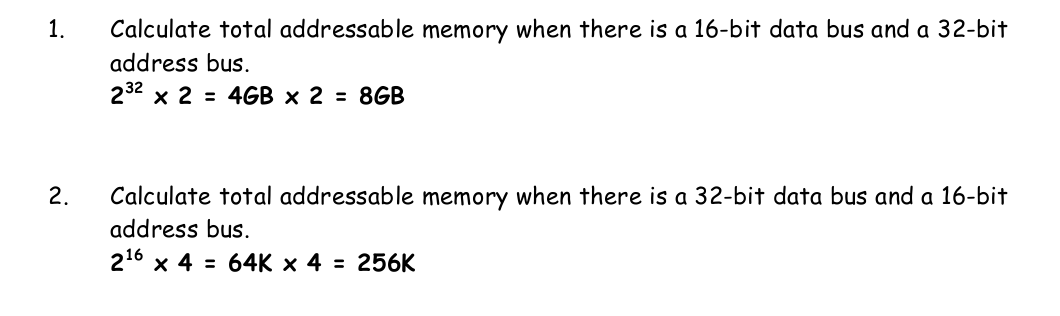 1. Calculate total addressable memory when there is a 16-bit data bus and a 32-bit
address bus.
2³² x 2 = 4GB x 2 = 8GB
2. Calculate total addressable memory when there is a 32-bit data bus and a 16-bit
address bus.
2¹⁶ x 4 = 64K x 4 = 256K